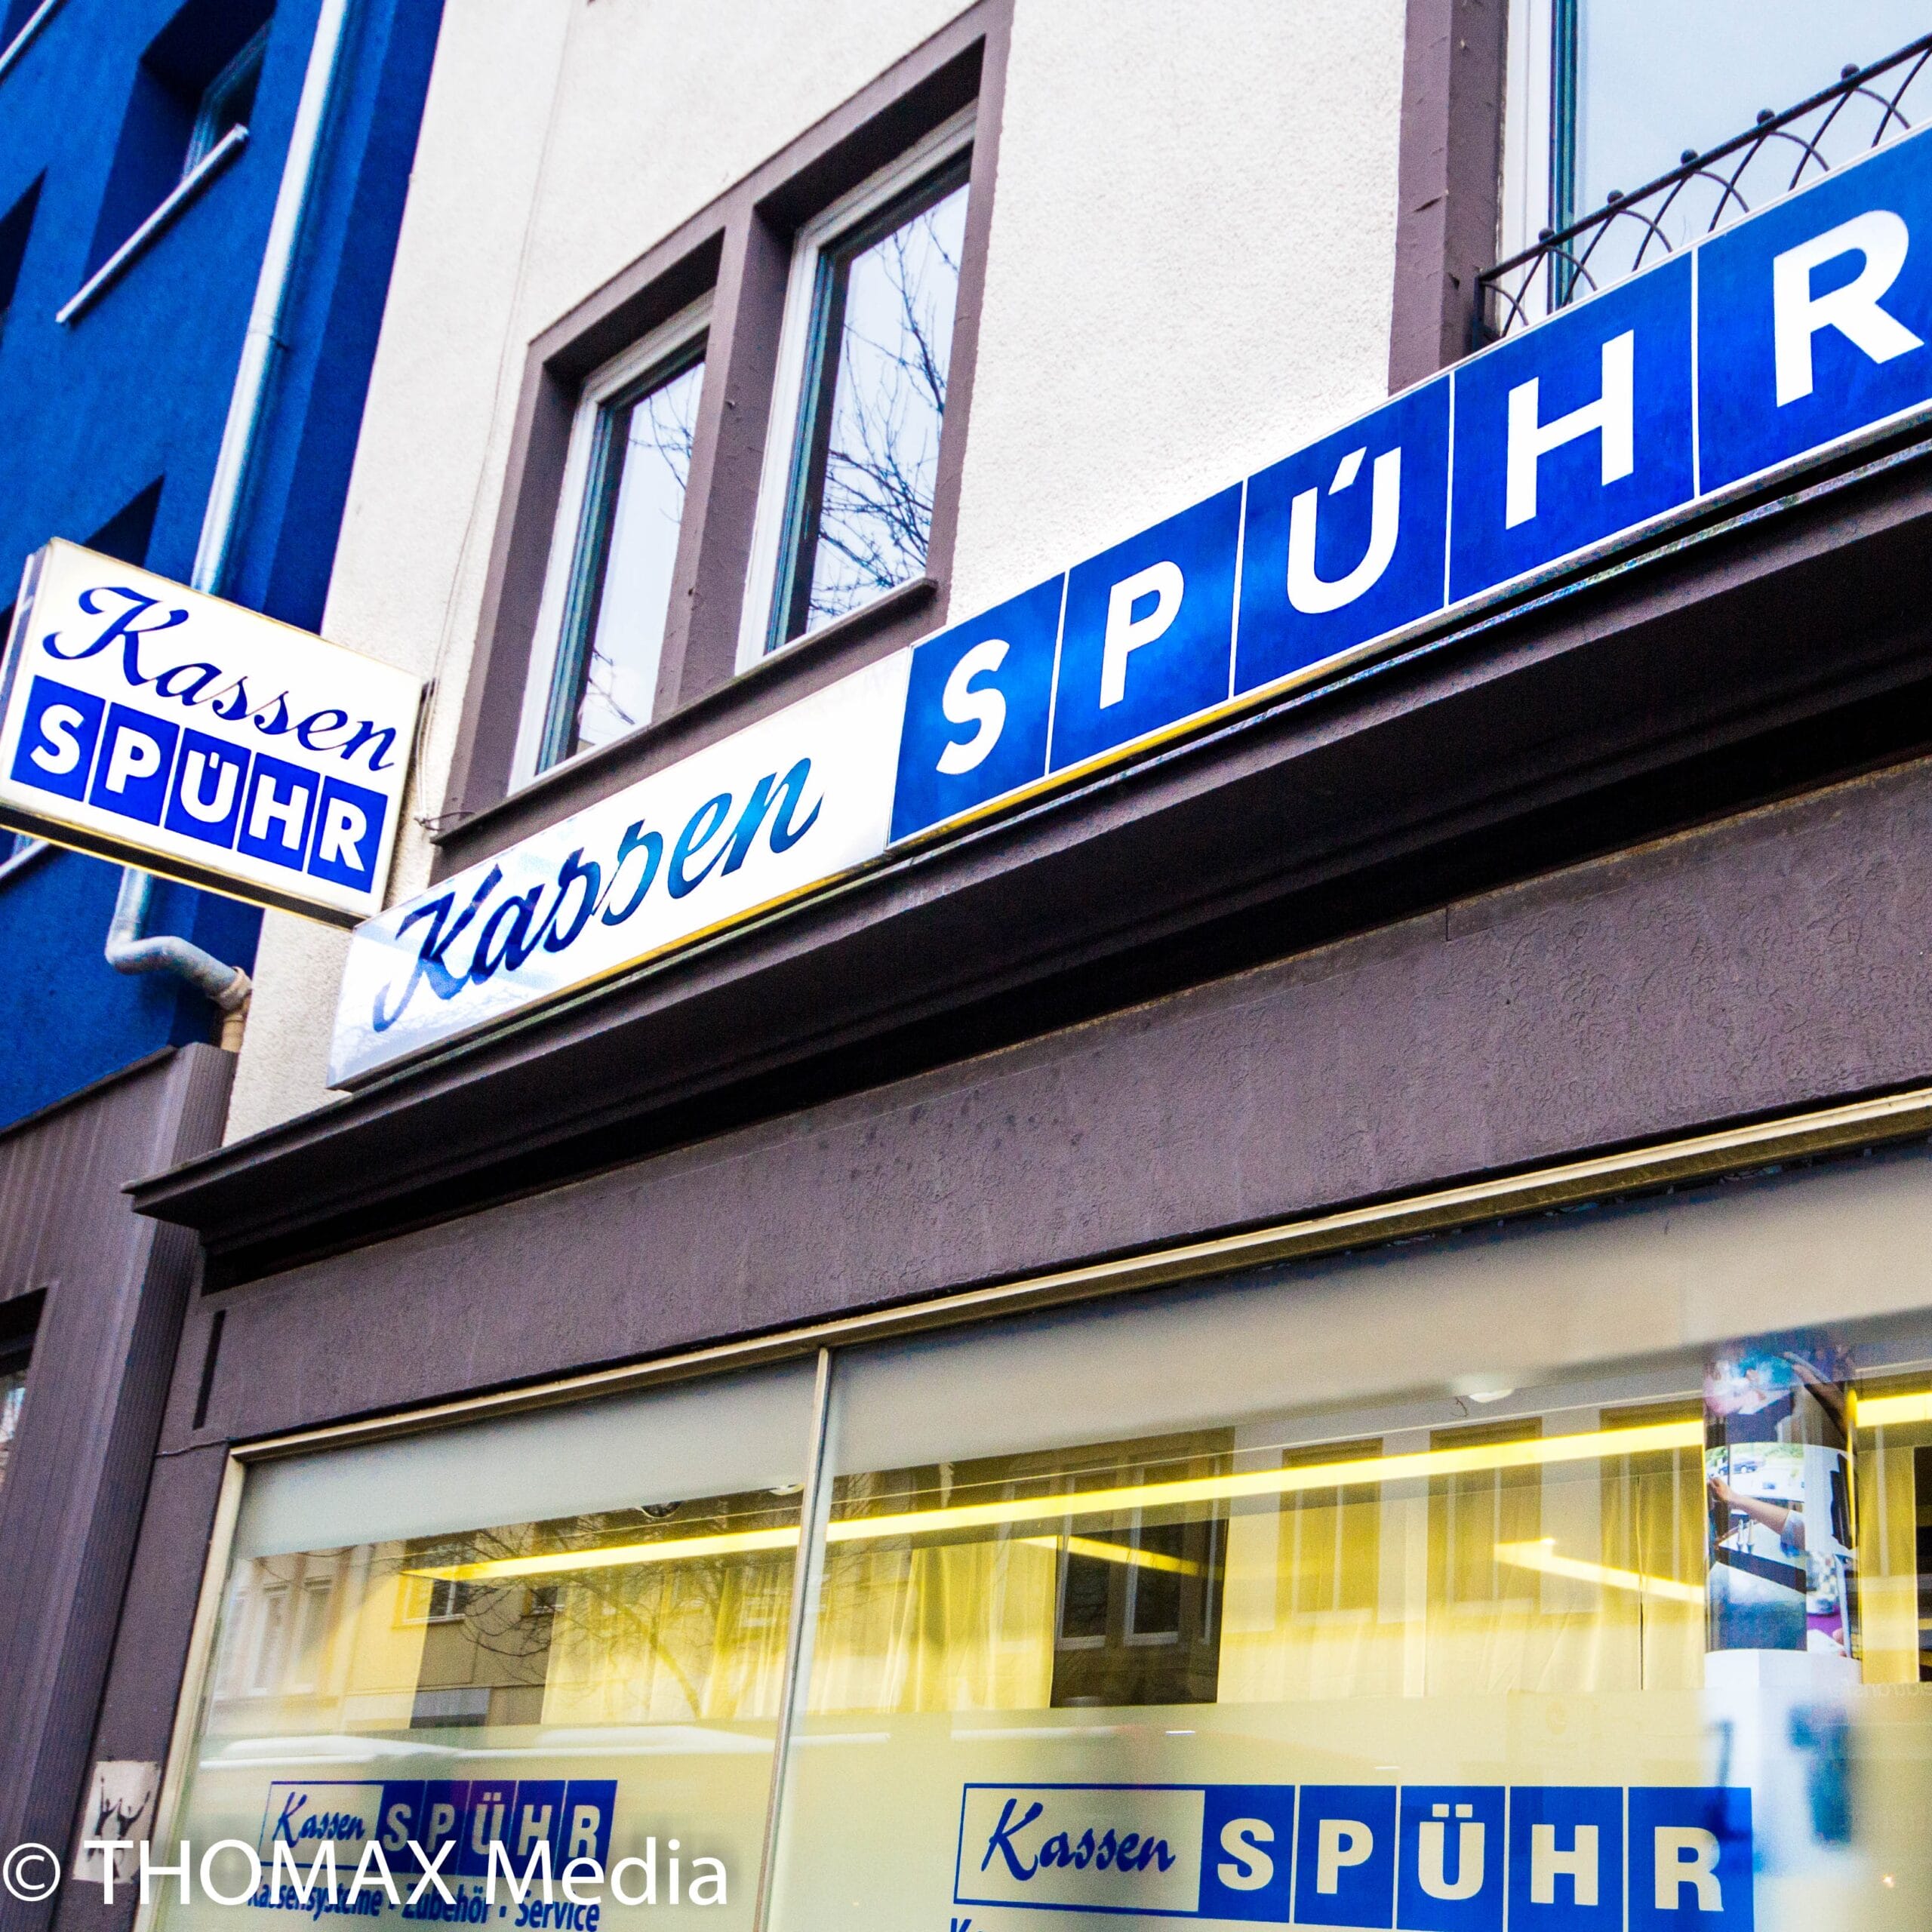 Kassen
SPÜHR
Kassen SPÜHR
Kassen SPÜHR
Kassensysteme - Zubehör - Service
Kassen SPÜHR
© THOMAX Media